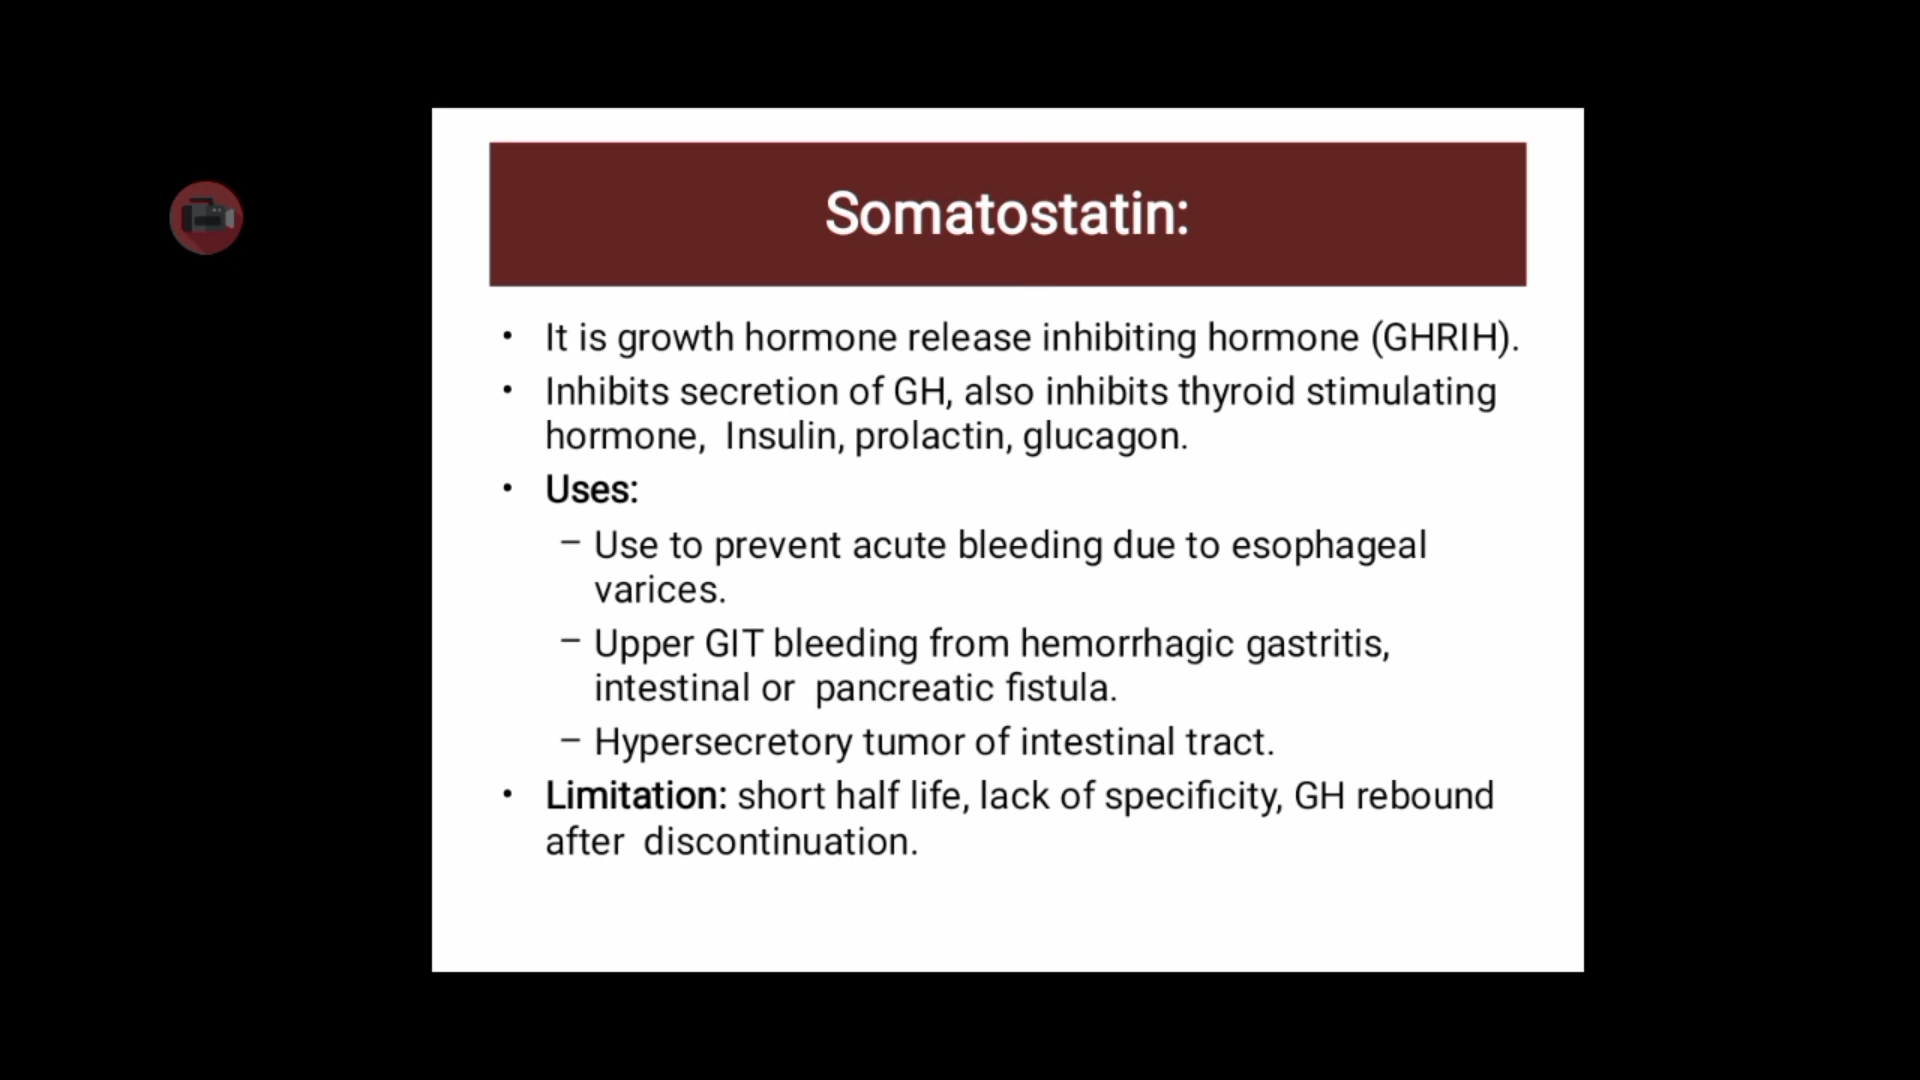 Somatostatin:
• It is growth hormone release inhibiting hormone (GHRIH).
• Inhibits secretion of GH, also inhibits thyroid stimulating
hormone,  Insulin, prolactin, glucagon.
• Uses:
– Use to prevent acute bleeding due to esophageal
varices.
– Upper GIT bleeding from hemorrhagic gastritis,
intestinal or  pancreatic fistula.
– Hypersecretory tumor of intestinal tract.
• Limitation: short half life, lack of specificity, GH rebound
after  discontinuation.